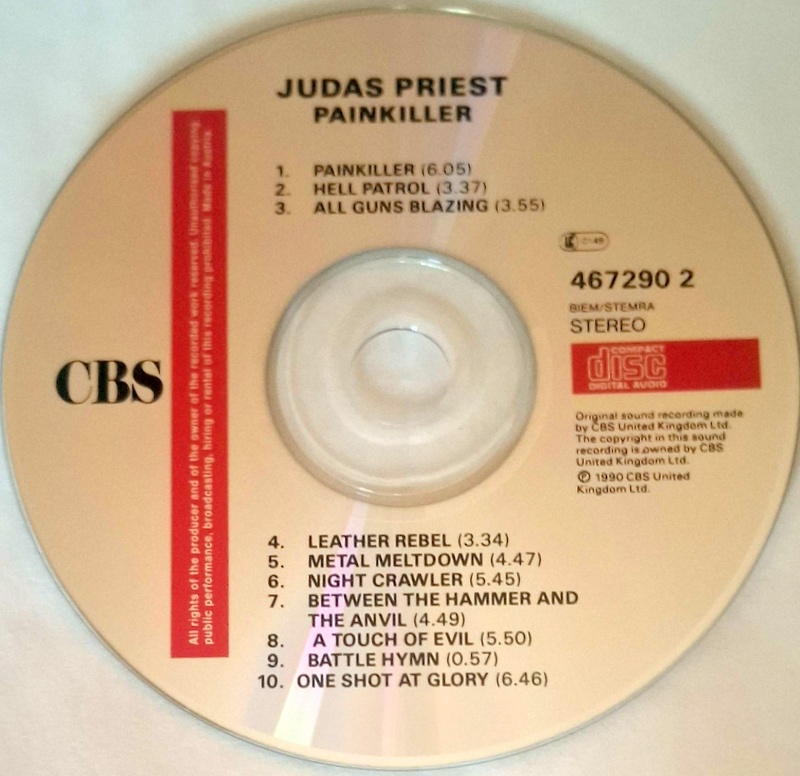 JUDAS PRIEST
PAINKILLER
1. PAINKILLER (6.05)
2. HELL PATROL (3.37)
3. ALL GUNS BLAZING (3.55)
467290 2
BIEM/STEMRA
STEREO
COMPACT
disc
DIGITAL AUDIO
CBS
All rights of the producer and of the owner of the recorded work reserved. Unauthorised copying,
public performance, broadcasting, hiring or rental of this recording prohibited. Made in Austria.
Original sound recording made
by CBS United Kingdom Ltd.
The copyright in this sound
recording is owned by CBS
United Kingdom Ltd.
℗ 1990 CBS United
Kingdom Ltd.
4. LEATHER REBEL (3.34)
5. METAL MELTDOWN (4.47)
6. NIGHT CRAWLER (5.45)
7. BETWEEN THE HAMMER AND
THE ANVIL (4.49)
8. A TOUCH OF EVIL (5.50)
9. BATTLE HYMN (0.57)
10. ONE SHOT AT GLORY (6.46)